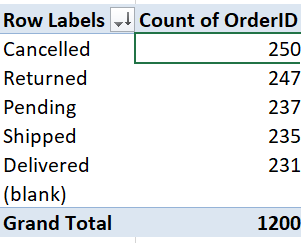 Row Labels Count of OrderID
Cancelled 250
Returned 247
Pending 237
Shipped 235
Delivered 231
(blank)
Grand Total 1200